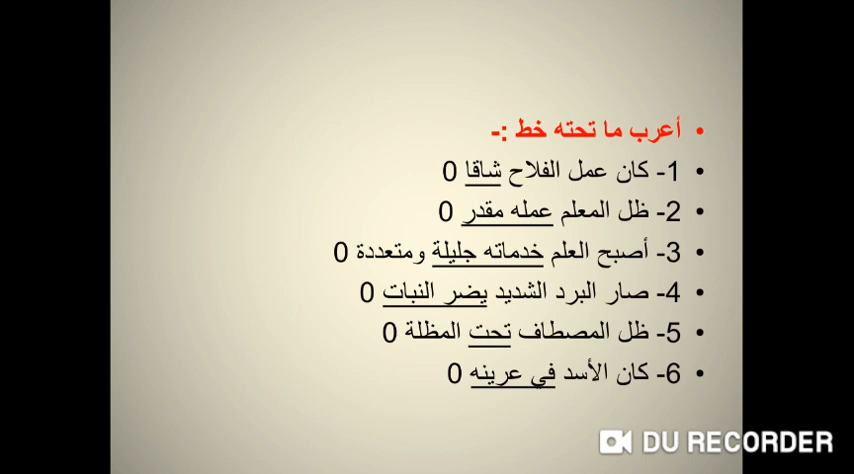 • أعرب ما تحته خط :-
• 1- كان عمل الفلاح شاقا 0
• 2- ظل المعلم عمله مقدر 0
• 3- أصبح العلم خدماته جليلة ومتعددة 0
• 4- صار البرد الشديد يضر النبات 0
• 5- ظل المصطاف تحت المظلة 0
• 6- كان الأسد في عرينه 0
DU RECORDER